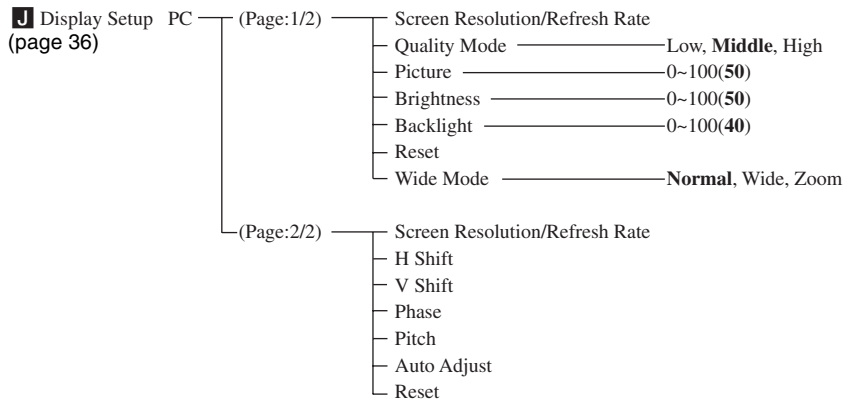 J Display Setup PC (Page:1/2) Screen Resolution/Refresh Rate
(page 36) Quality Mode Low, Middle, High
Picture 0~100(50)
Brightness 0~100(50)
Backlight 0~100(40)
Reset
Wide Mode Normal, Wide, Zoom
(Page:2/2) Screen Resolution/Refresh Rate
H Shift
V Shift
Phase
Pitch
Auto Adjust
Reset